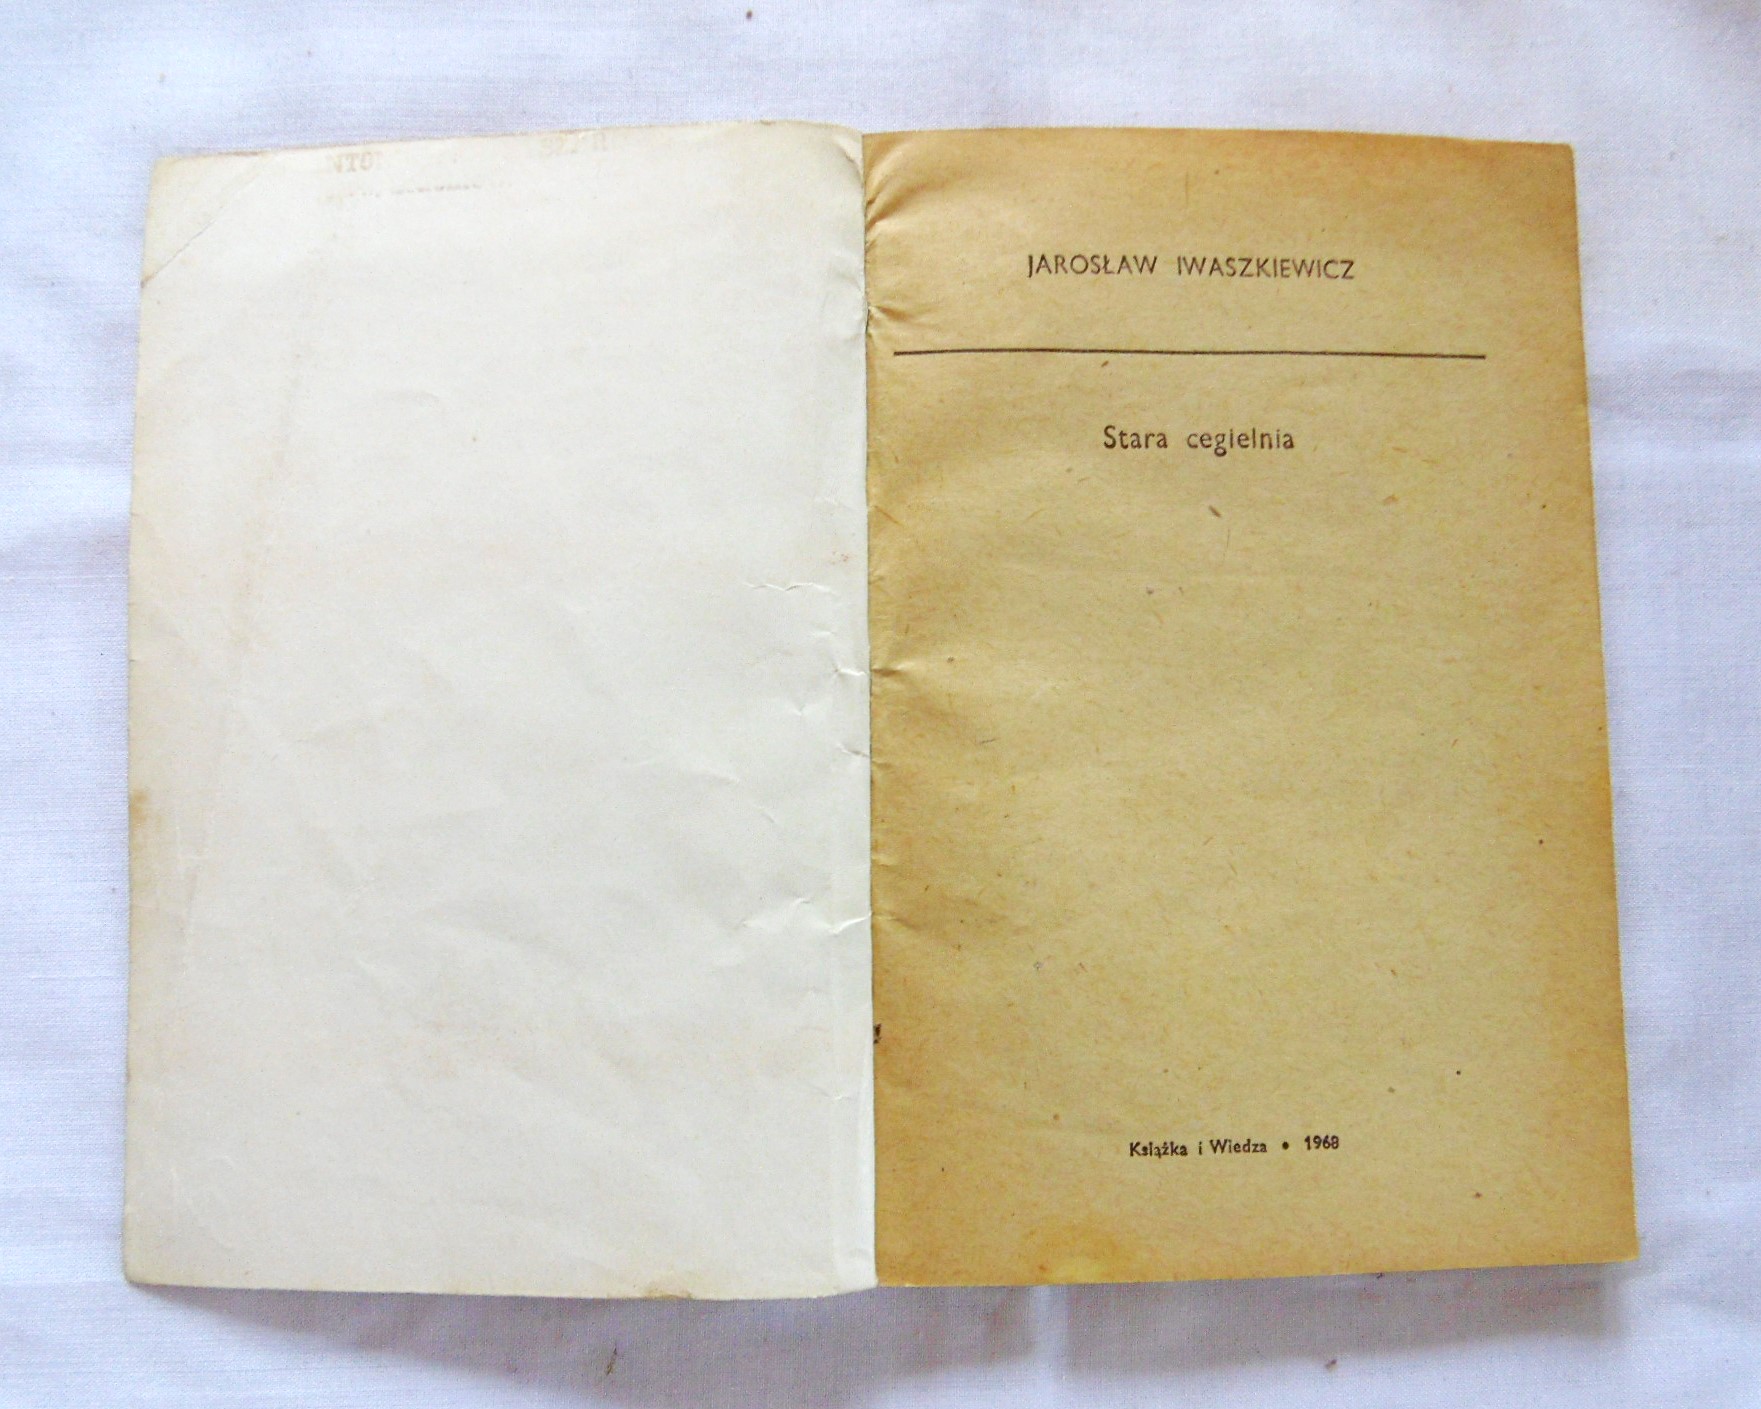 JAROSŁAW IWASZKIEWICZ
Stara cegielnia
Książka i Wiedza • 1968